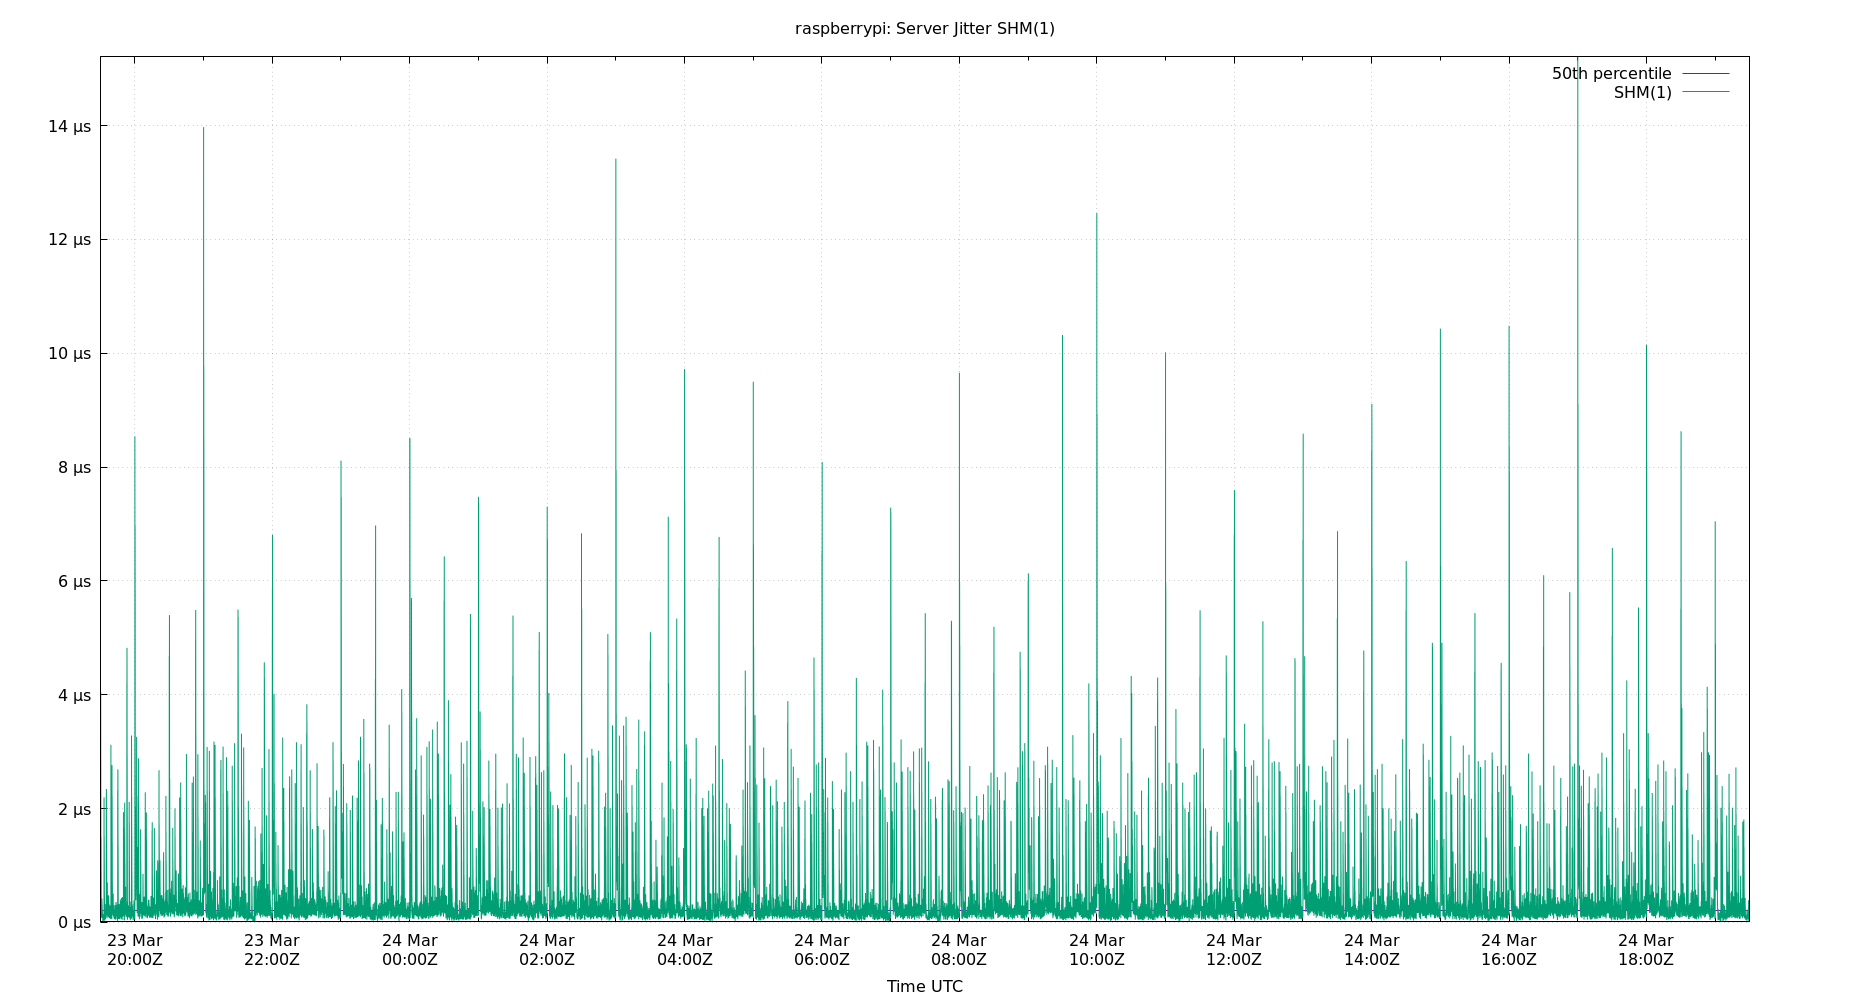 raspberrypi: Server Jitter SHM(1)
50th percentile
SHM(1)
14 µs
12 µs
10 µs
8 µs
6 µs
4 µs
2 µs
0 µs
23 Mar 23 Mar 24 Mar 24 Mar 24 Mar 24 Mar 24 Mar 24 Mar 24 Mar 24 Mar 24 Mar 24 Mar
20:00Z 22:00Z 00:00Z 02:00Z 04:00Z 06:00Z 08:00Z 10:00Z 12:00Z 14:00Z 16:00Z 18:00Z
Time UTC